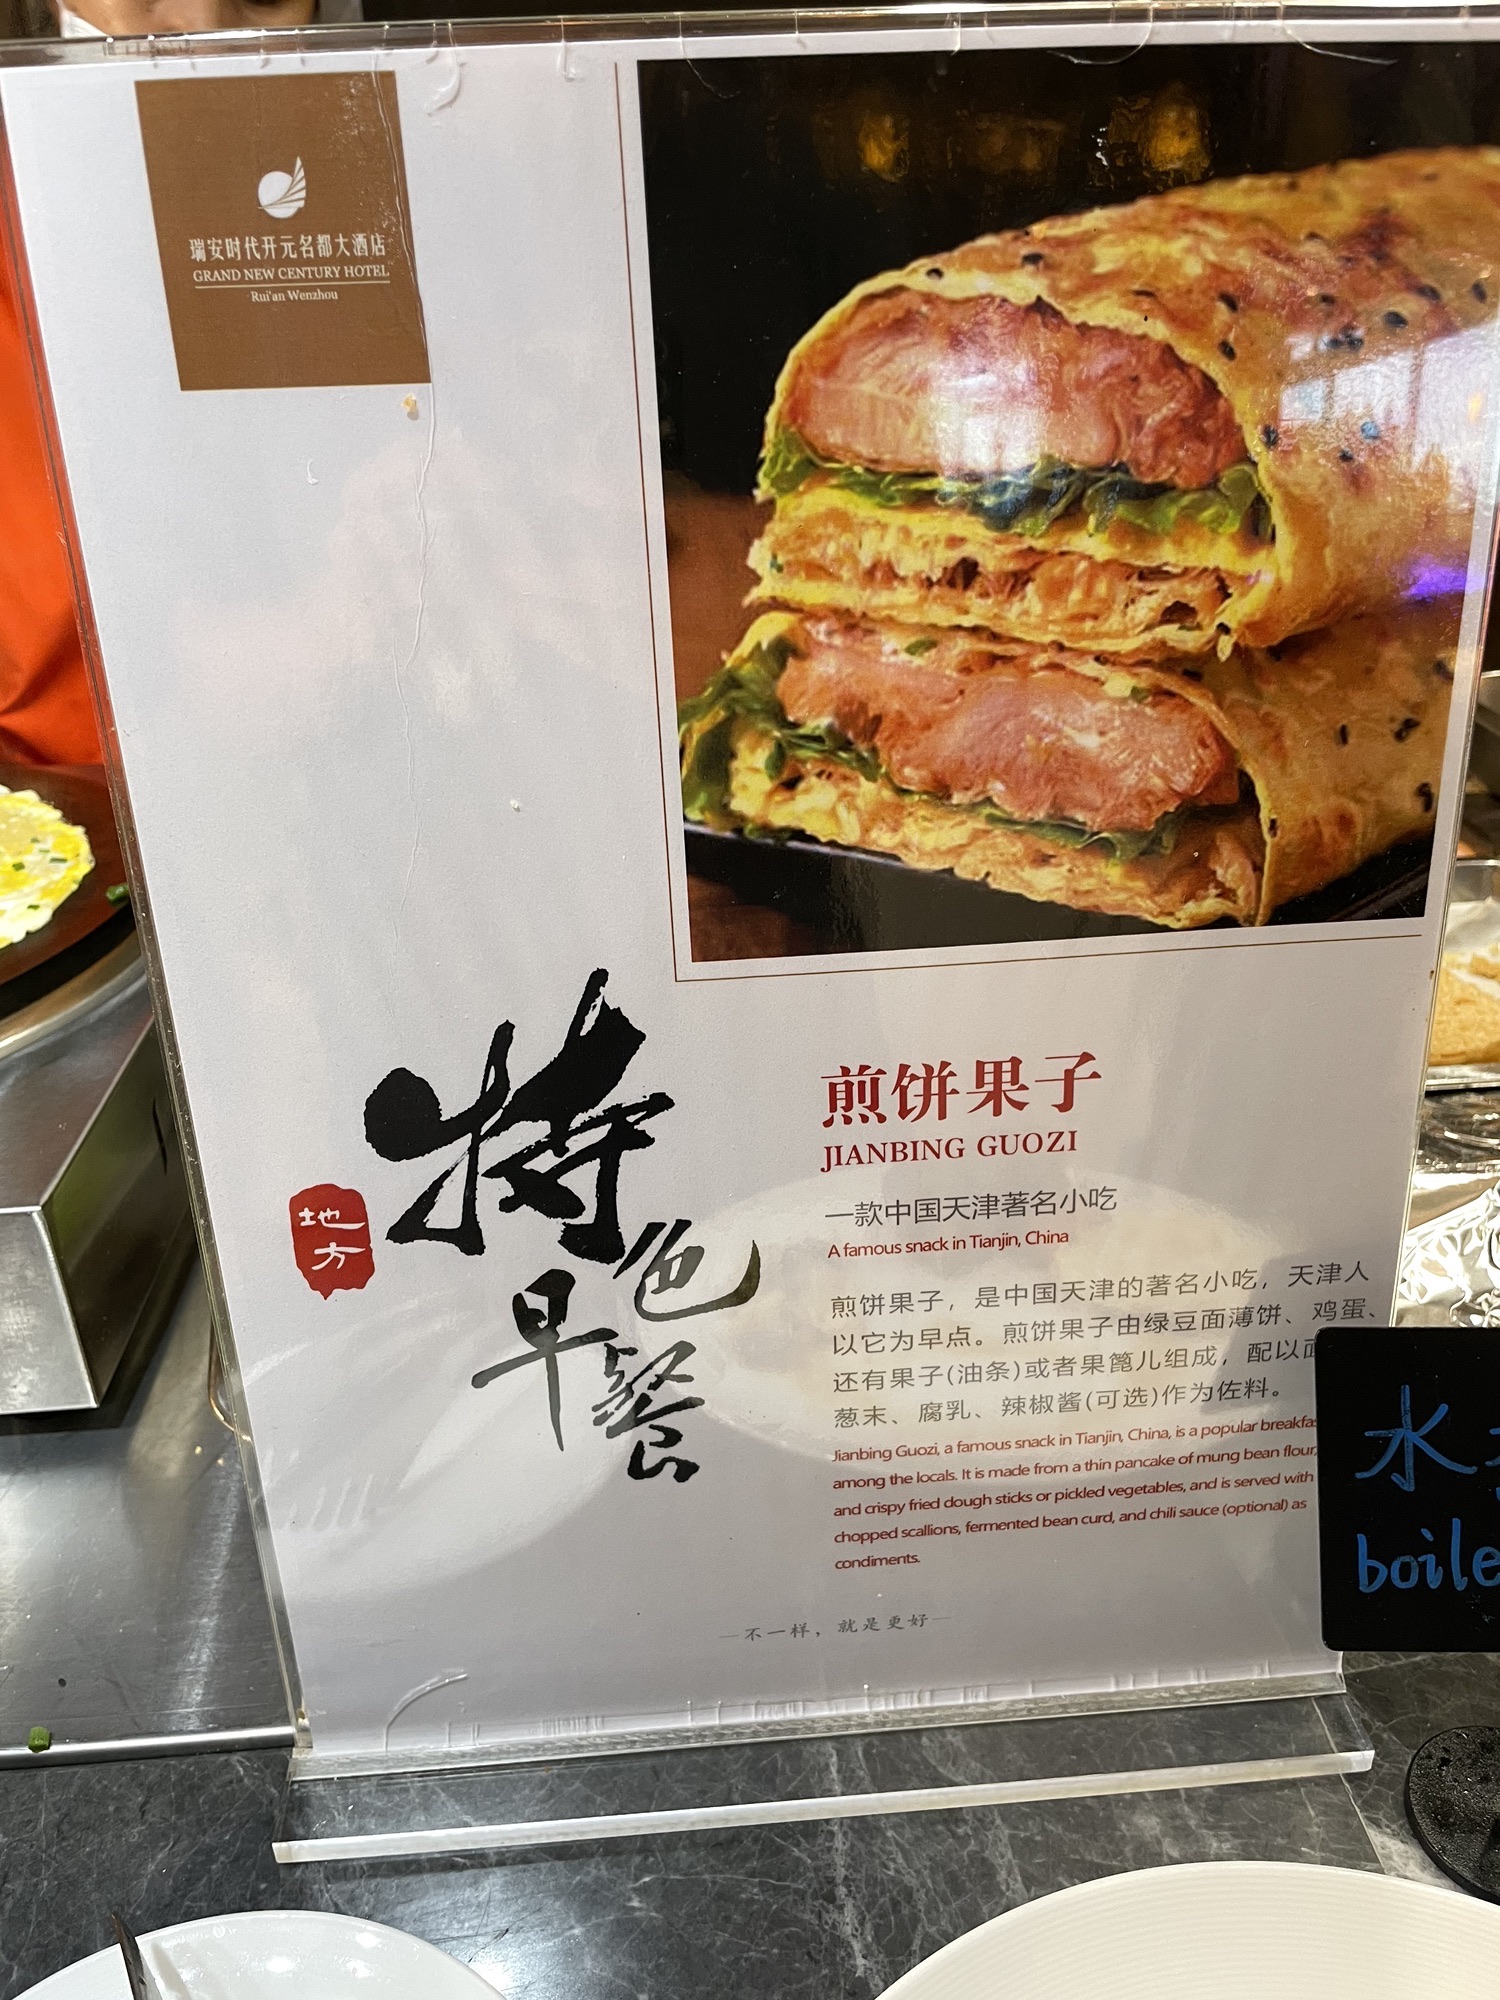 瑞安时代开元名都大酒店
GRAND NEW CENTURY HOTEL
Rui'an Wenzhou
地方
特色
早餐
煎饼果子
JIANBING GUOZI
一款中国天津著名小吃
A famous snack in Tianjin, China
煎饼果子，是中国天津的著名小吃，天津人
以它为早点。煎饼果子由绿豆面薄饼、鸡蛋、
还有果子(油条)或者果篦儿组成，配以
葱末、腐乳、辣椒酱(可选)作为佐料。
Jianbing Guozi, a famous snack in Tianjin, China, is a popular
among the locals. It is made from a thin pancake of mung bean flour,
and crispy fried dough sticks or pickled vegetables, and is served with
chopped scallions, fermented bean curd, and chili sauce (optional) as
condiments.
—不一样，就是更好—
水